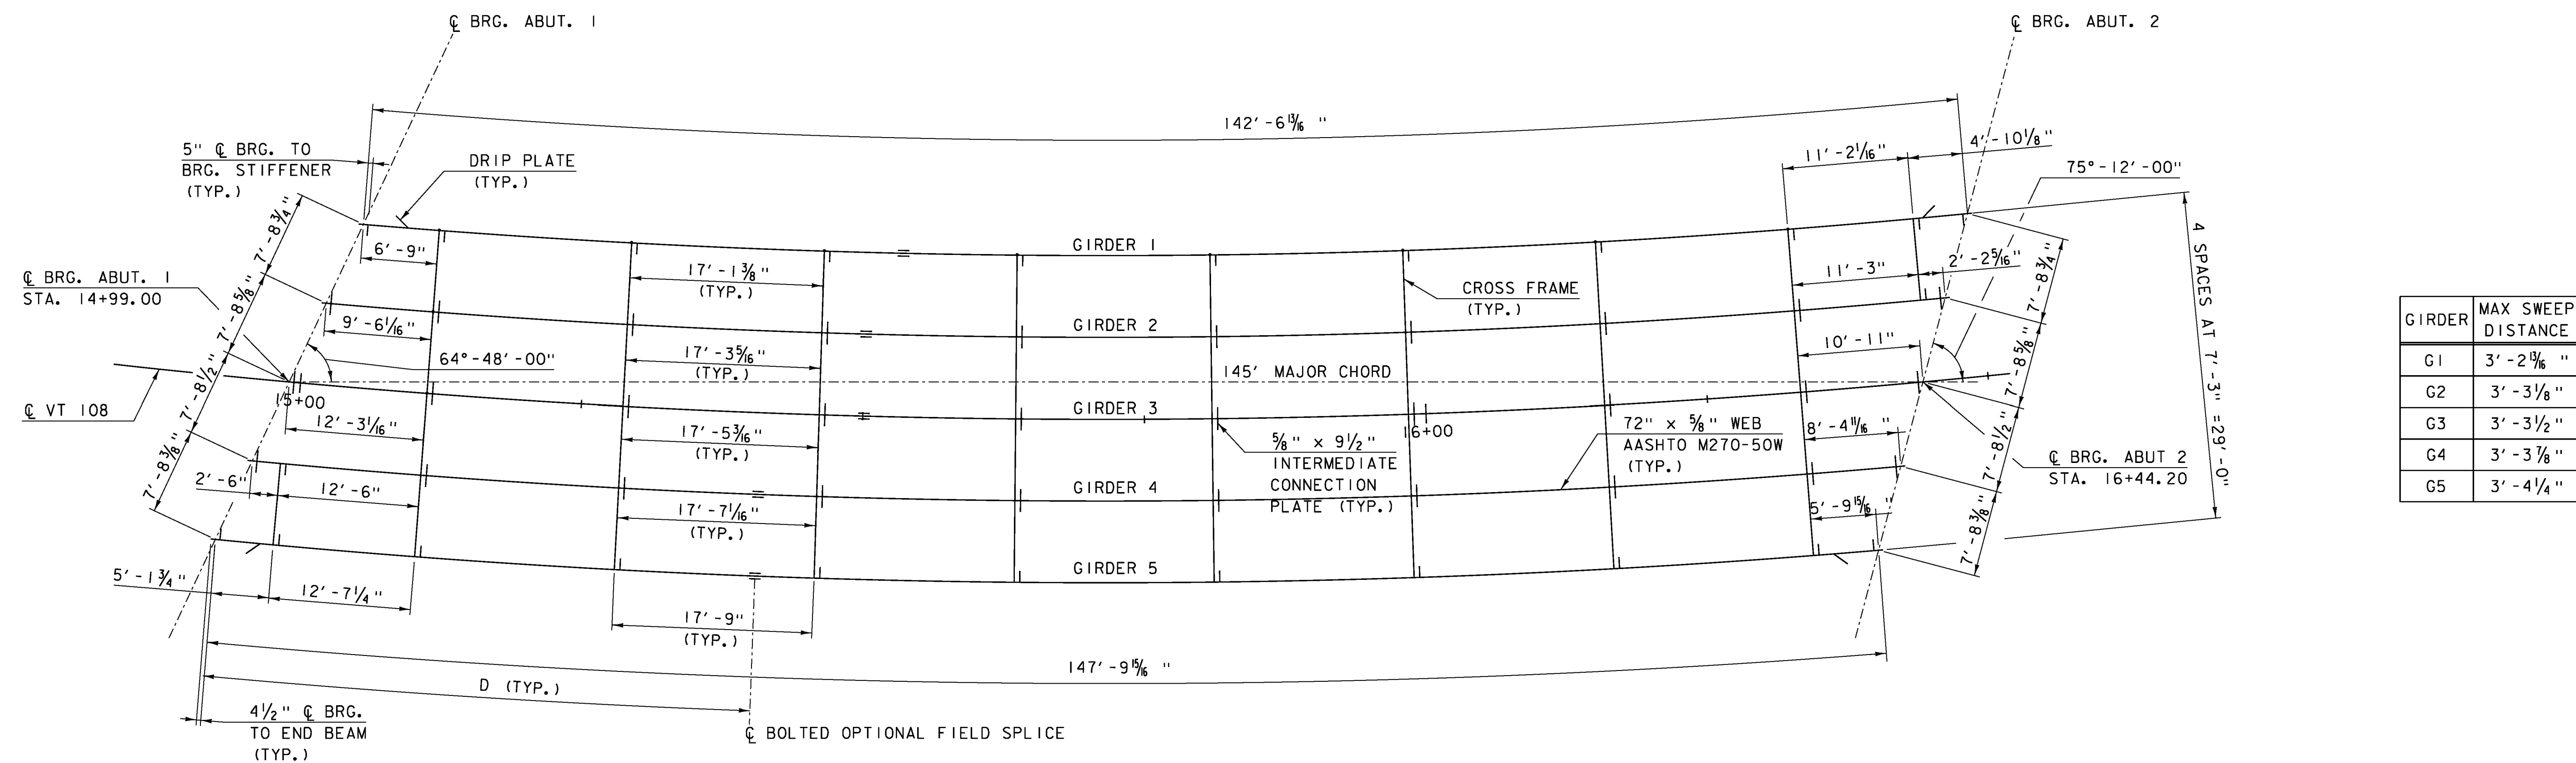 ℄ BRG. ABUT. 1
℄ BRG. ABUT. 2
142'-6 13/16"
5" ℄ BRG. TO
BRG. STIFFENER
(TYP.)
DRIP PLATE
(TYP.)
11'-2 1/16"
4'-10 1/8"
75°-12'-00"
7'-8 3/4"
6'-9"
GIRDER 1
17'-1 3/8"
(TYP.)
CROSS FRAME
(TYP.)
11'-3"
2'-2 5/16"
7'-8 3/4"
4 SPACES AT 7'-3" =29'-0"
℄ BRG. ABUT. 1
STA. 14+99.00
7'-8 5/8"
9'-6 1/16"
GIRDER 2
64°-48'-00"
17'-3 5/16"
(TYP.)
145' MAJOR CHORD
10'-11"
7'-8 5/8"
℄ VT 108
7'-8 1/2"
15+00
12'-3 1/16"
GIRDER 3
17'-5 3/16"
(TYP.)
5/8" x 9 1/2"
INTERMEDIATE
CONNECTION
PLATE (TYP.)
16+00
72" x 5/8" WEB
AASHTO M270-50W
(TYP.)
8'-4 11/16"
7'-8 1/2"
℄ BRG. ABUT 2
STA. 16+44.20
7'-8 3/8"
2'-6"
12'-6"
GIRDER 4
17'-7 1/16"
(TYP.)
5'-9 15/16"
7'-8 3/8"
GIRDER 5
5'-1 3/4"
12'-7 1/4"
17'-9"
(TYP.)
147'-9 15/16"
D (TYP.)
4 1/2" ℄ BRG.
TO END BEAM
(TYP.)
℄ BOLTED OPTIONAL FIELD SPLICE
GIRDER MAX SWEEP DISTANCE
G1 3'-2 13/16"
G2 3'-3 1/8"
G3 3'-3 1/2"
G4 3'-3 7/8"
G5 3'-4 1/4"